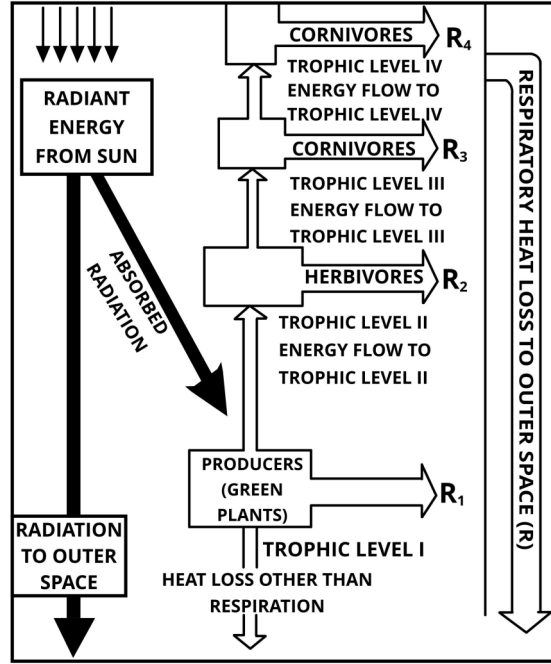 CORNIVORES
R4
TROPHIC LEVEL IV
ENERGY FLOW TO
TROPHIC LEVEL IV
RADIANT
ENERGY
FROM SUN
CORNIVORES
R3
TROPHIC LEVEL III
ENERGY FLOW TO
TROPHIC LEVEL III
ABSORBED
RADIATION
HERBIVORES
R2
TROPHIC LEVEL II
ENERGY FLOW TO
TROPHIC LEVEL II
PRODUCERS
(GREEN
PLANTS)
R1
RADIATION
TO OUTER
SPACE
TROPHIC LEVEL I
HEAT LOSS OTHER THAN
RESPIRATION
RESPIRATORY HEAT LOSS TO OUTER SPACE (R)